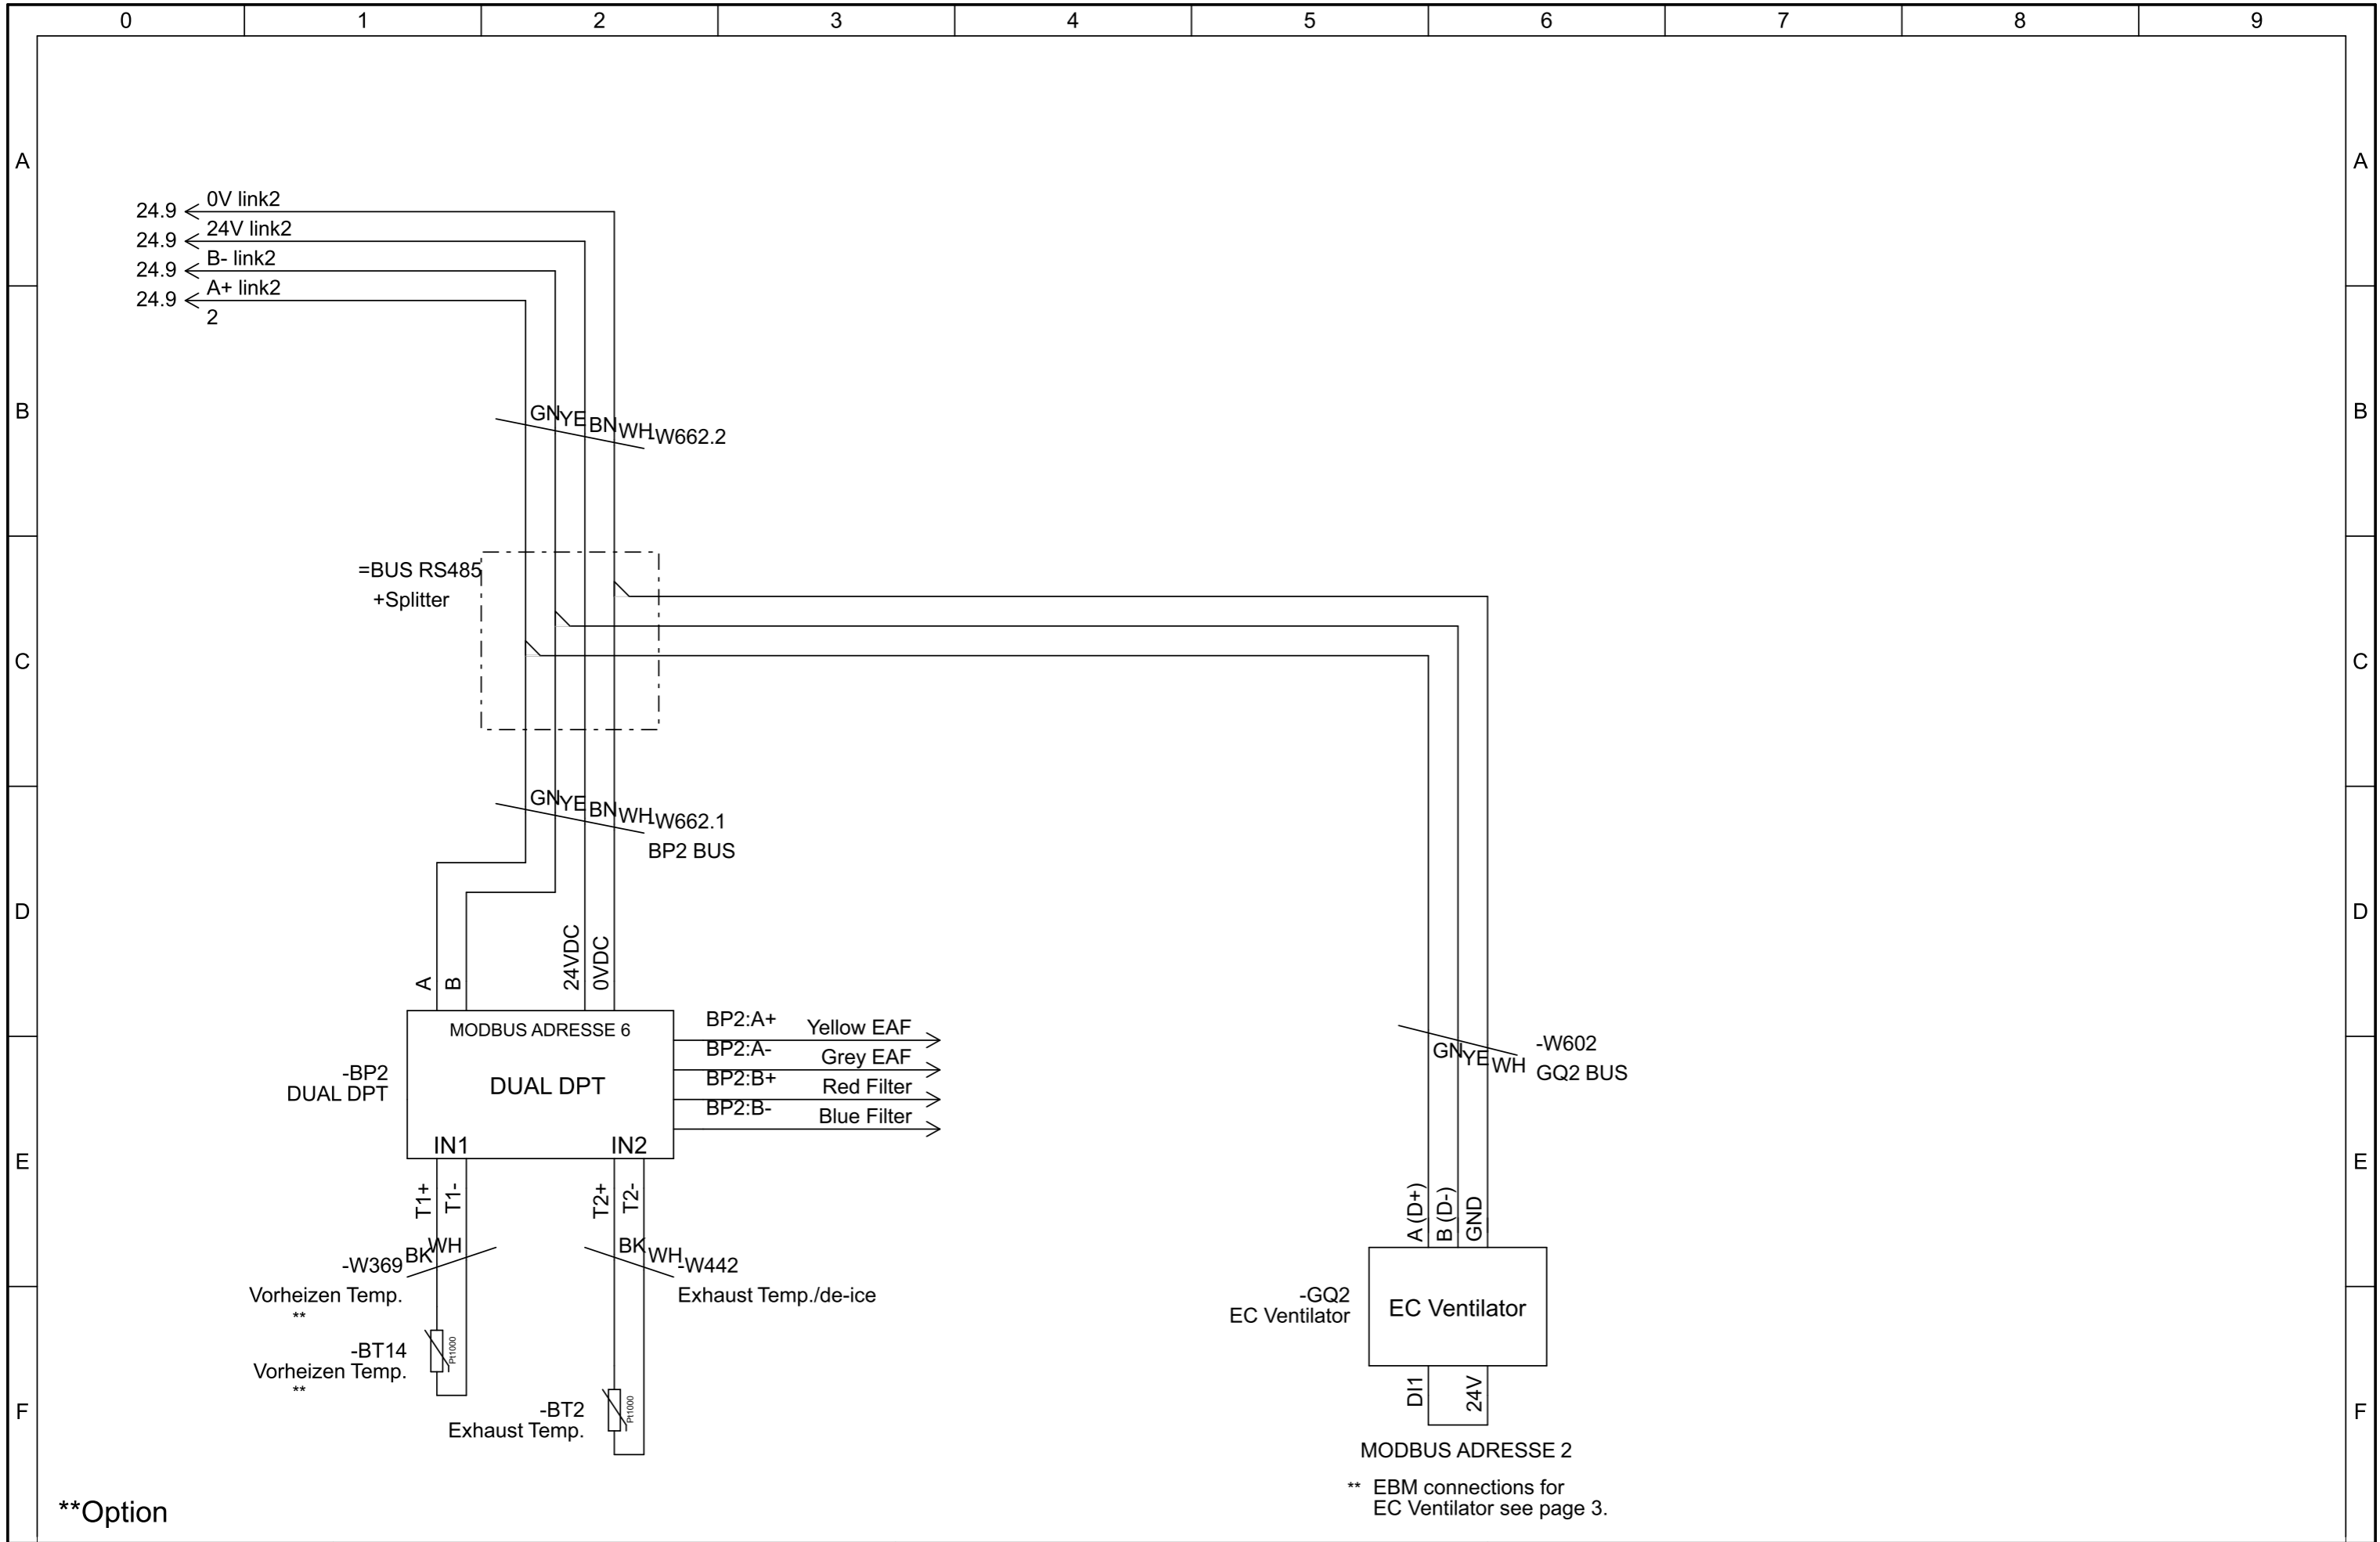 0 1 2 3 4 5 6 7 8 9
A A
24.9 0V link2
24.9 24V link2
24.9 B- link2
24.9 A+ link2
2
B B
GN YE BN WH -W662.2
=BUS RS485
+Splitter
C C
GN YE BN WH -W662.1
BP2 BUS
D D
A B 24VDC 0VDC
MODBUS ADRESSE 6
-BP2
DUAL DPT
DUAL DPT
IN1 IN2
BP2:A+ Yellow EAF
BP2:A- Grey EAF
BP2:B+ Red Filter
BP2:B- Blue Filter
GN YE WH
-W602
GQ2 BUS
E E
T1+ T1- T2+ T2-
A (D+) B (D-) GND
-W369 BK WH
Vorheizen Temp.
**
BK WH -W442
Exhaust Temp./de-ice
-BT14
Vorheizen Temp.
**
Pt1000
-BT2
Exhaust Temp.
Pt1000
-GQ2
EC Ventilator
EC Ventilator
DI1 24V
F F
MODBUS ADRESSE 2
** EBM connections for
EC Ventilator see page 3.
**Option